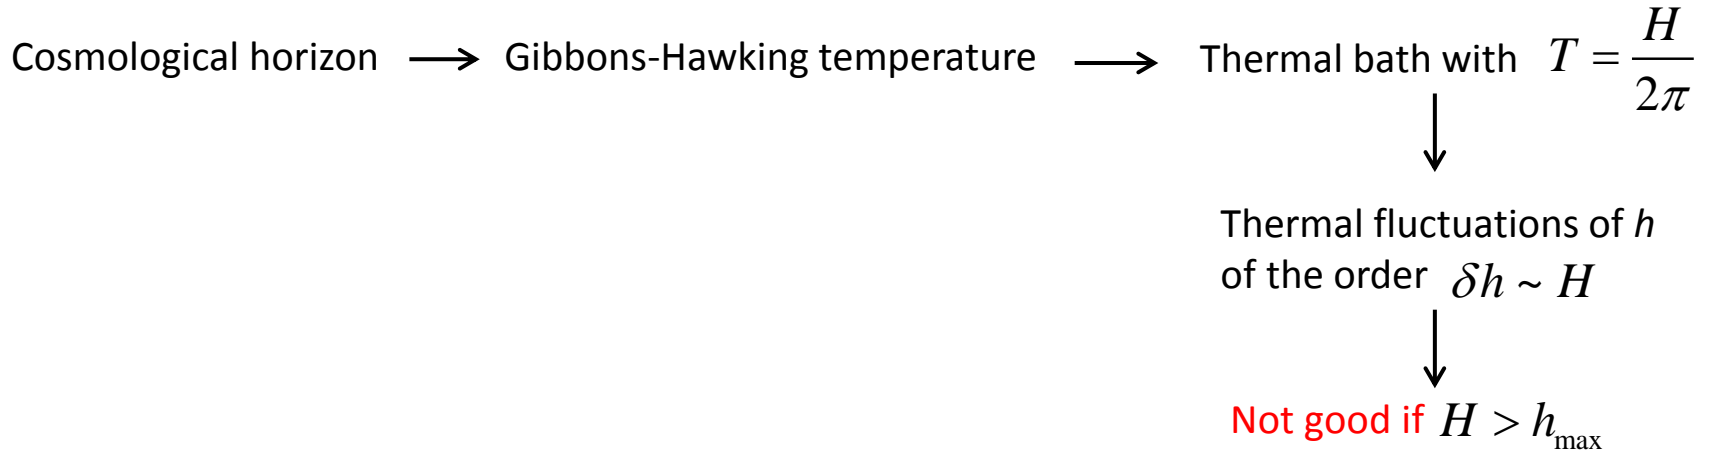 Cosmological horizon ⟶ Gibbons-Hawking temperature ⟶ Thermal bath with T = H/2π
Thermal fluctuations of h
of the order δh ~ H
Not good if H > h_max